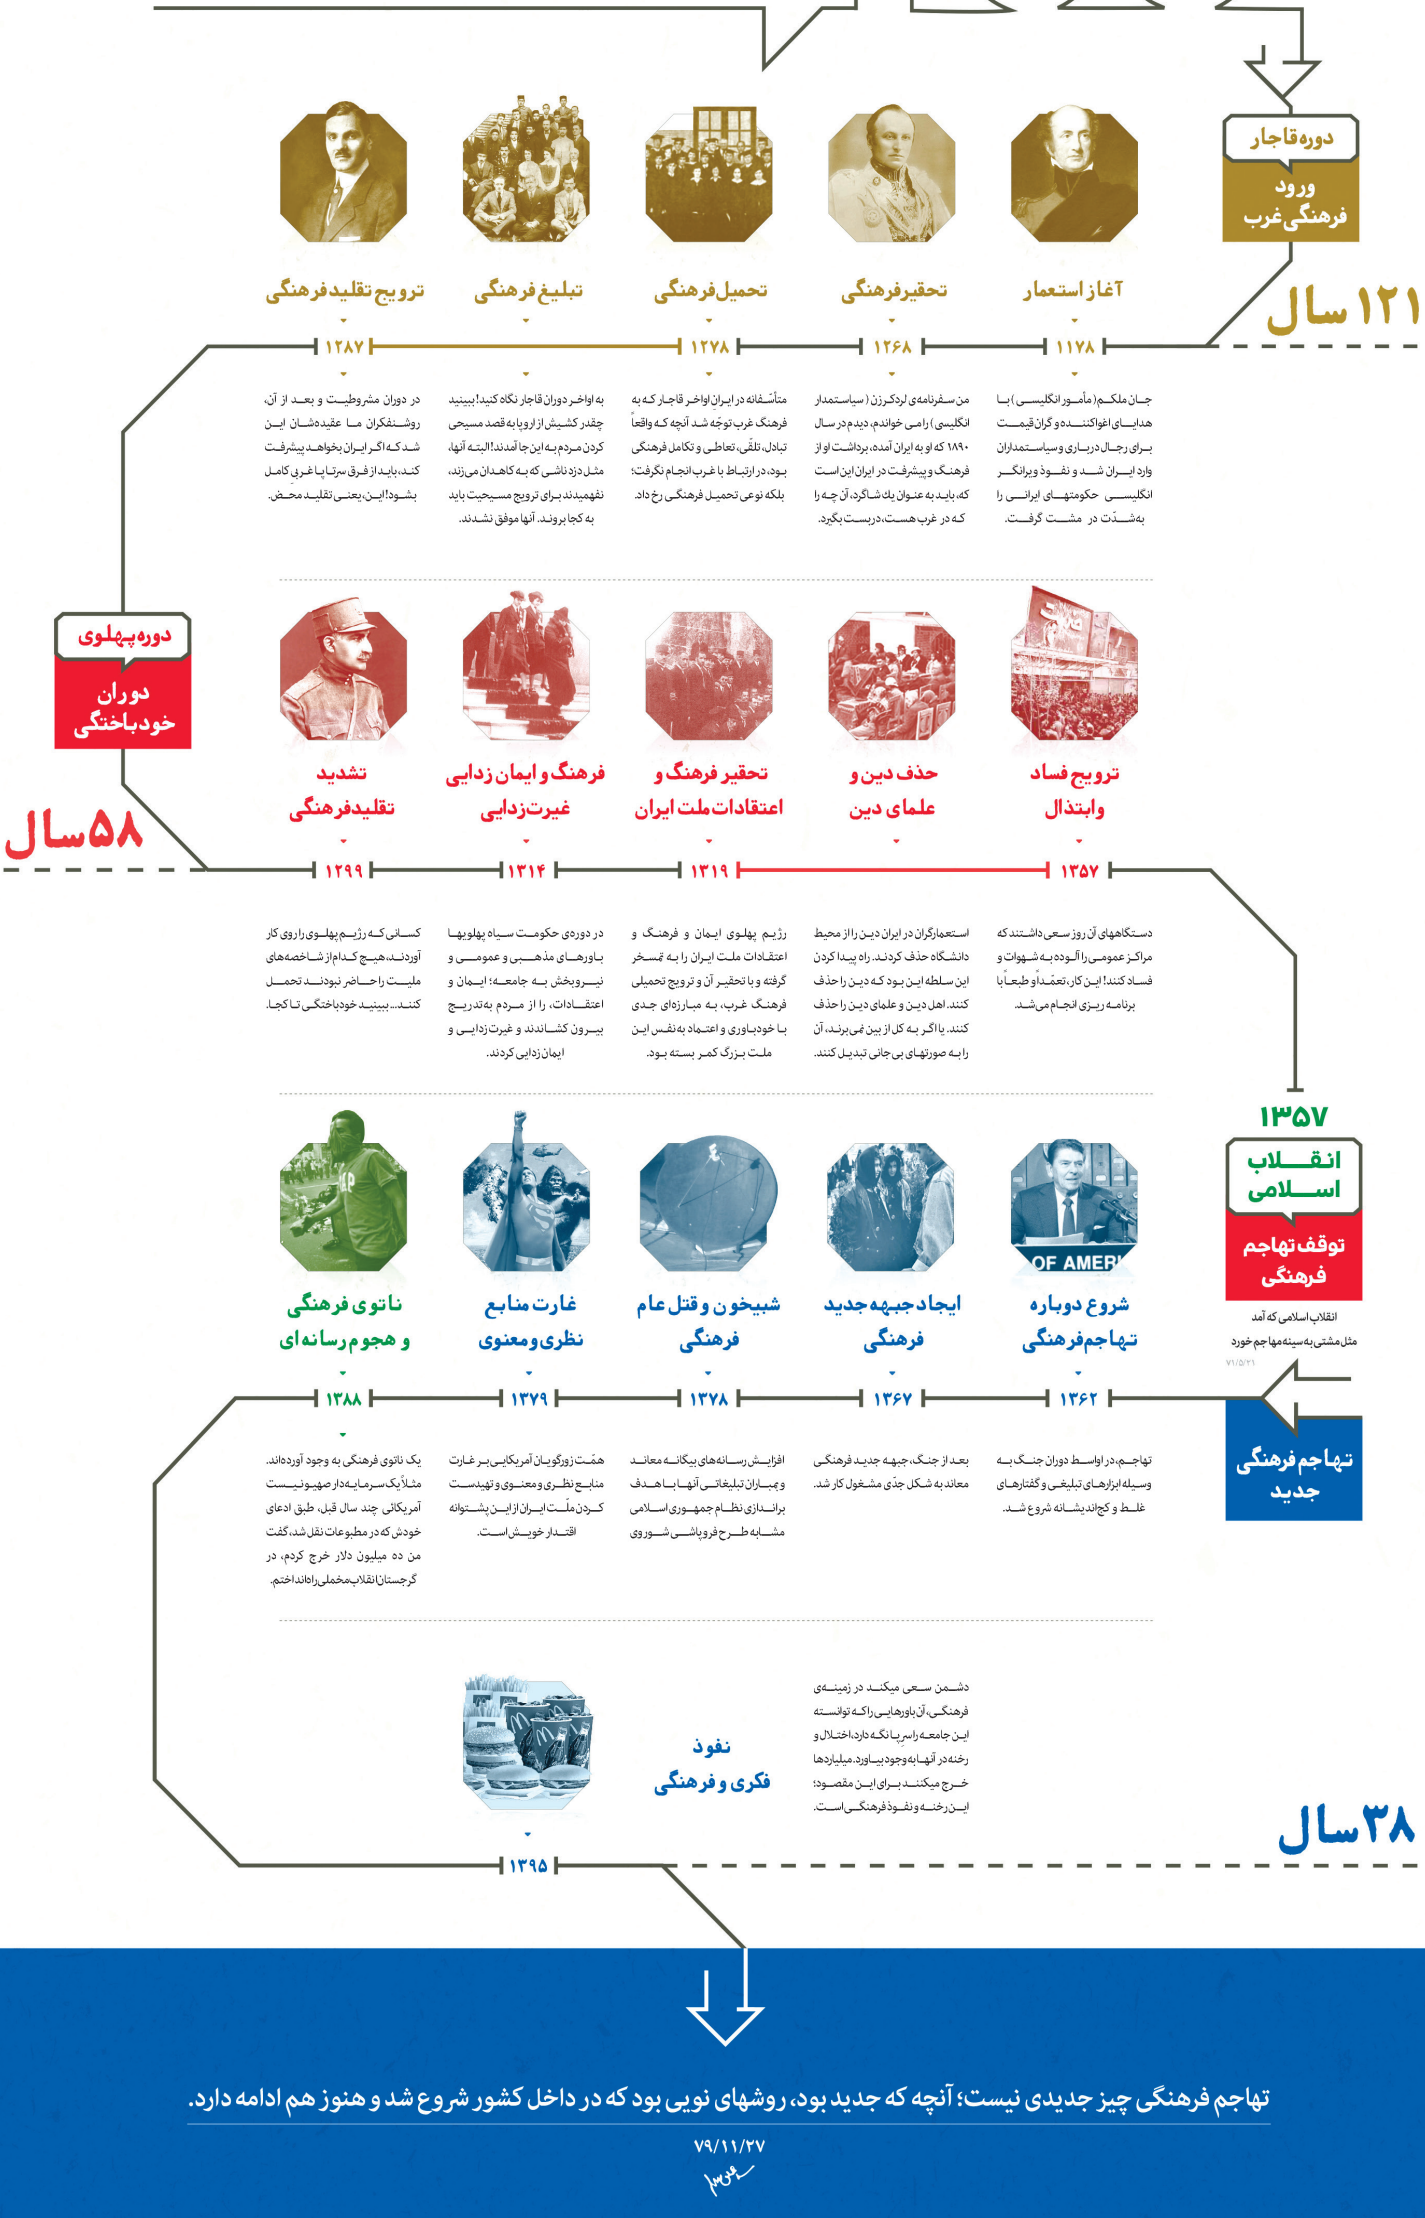 دوره قاجار
ورود
فرهنگی غرب
۱۲۱ سال
آغاز استعمار
۱۱۷۸
جان ملکم (مأمور انگلیسی) با
هدایای اغواکننده و گران‌قیمت
برای رجال درباری و سیاستمداران
وارد ایران شد و نفوذ ویرانگر
انگلیسی حکومتهای ایرانی را
به‌شدّت در مشت گرفت.
تحقیر فرهنگی
۱۲۶۸
من سفرنامه‌ی لرد کرزن (سیاستمدار
انگلیسی) را می خواندم، دیدم در سال
۱۸۹۰ که او به ایران آمده، برداشت او از
فرهنگ و پیشرفت در ایران این است
که، باید به عنوان یك شاگرد، آن چه را
که در غرب هست، دربست بگیرد.
تحمیل فرهنگی
۱۲۷۸
متأسّفانه در ایرانِ اواخر قاجار که به
فرهنگ غرب توجّه شد آنچه که واقعاً
تبادل، تلقّی، تعاطی و تکامل فرهنگی
بود، در ارتباط با غرب انجام نگرفت؛
بلکه نوعی تحمیل فرهنگی رخ داد.
تبلیغ فرهنگی
به اواخر دوران قاجار نگاه کنید! ببینید
چقدر کشیش از اروپا به قصد مسیحی
کردن مردم به این جا آمدند! البته آنها،
مثل دزد ناشی که به کاهدان می زند،
نفهمیدند برای ترویج مسیحیت باید
به کجا بروند. آنها موفق نشدند.
ترویج تقلید فرهنگی
۱۲۸۷
در دوران مشروطیت و بعد از آن،
روشنفکران ما عقیده‌شان این
شد که اگر ایران بخواهد پیشرفت
کند، باید از فرق سر تا پا غربیِ کامل
بشود! این، یعنی تقلید محض.
دوره پهلوی
دوران
خودباختگی
۵۸ سال
تشدید
تقلید فرهنگی
۱۲۹۹
کسانی که رژیم پهلوی را روی کار
آوردند، هیچ کدام از شاخصه‌های
ملیت را حاضر نبودند تحمل
کنند... ببینید خودباختگی تا کجا.
فرهنگ و ایمان زدایی
غیرت‌زدایی
۱۳۱۴
در دوره‌ی حکومت سیاه پهلویها
باورهای مذهبی و عمومی و
نیروبخش به جامعه؛ ایمان و
اعتقادات، را از مردم به‌تدریج
بیرون کشاندند و غیرت‌زدایی و
ایمان‌زدایی کردند.
تحقیر فرهنگ و
اعتقادات ملت ایران
۱۳۱۹
رژیم پهلوی ایمان و فرهنگ و
اعتقادات ملت ایران را به تمسخر
گرفته و با تحقیر آن و ترویج تحمیلی
فرهنگ غرب، به مبارزه‌ای جدی
با خودباوری و اعتماد به‌نفس این
ملت بزرگ کمر بسته بود.
حذف دین و
علمای دین
استعمارگران در ایران دین را از محیط
دانشگاه حذف کردند. راه پیدا کردن
این سلطه این بود که دین را حذف
کنند. اهل دین و علمای دین را حذف
کنند. یا اگر به کل از بین نمی‌برند، آن
را به صورتهای بی جانی تبدیل کنند.
ترویج فساد
و ابتذال
۱۳۵۷
دستگاههای آن روز سعی داشتند که
مراکز عمومی را آلوده به شهوات و
فساد کنند! این کار، تعمّداً و طبعاً با
برنامه ریزی انجام می‌شد.
۱۳۵۷
انقلاب
اسلامی
توقف تهاجم
فرهنگی
انقلاب اسلامی که آمد
مثل مشتی به سینه مهاجم خورد
۷۱/۵/۲۱
تهاجم فرهنگی
جدید
OF AMERI
شروع دوباره
تهاجم فرهنگی
۱۳۶۲
تهاجم، در اواسط دوران جنگ به
وسیله ابزارهای تبلیغی و گفتارهای
غلط و کج‌اندیشانه شروع شد.
ایجاد جبهه جدید
فرهنگی
۱۳۶۷
بعد از جنگ، جبهه جدید فرهنگی
معاند به شکل جدّی مشغول کار شد.
شبیخون و قتل عام
فرهنگی
۱۳۷۸
افزایش رسانه‌های بیگانه معاند
و بمباران تبلیغاتی آنها با هدف
براندازی نظام جمهوری اسلامی
مشابه طرح فروپاشی شوروی
غارت منابع
نظری و معنوی
۱۳۷۹
همّت زورگویان آمریکایی بر غارت
منابع نظری و معنوی و تهیدست
کردن ملّت ایران از این پشتوانه
اقتدار خویش است.
ناتوی فرهنگی
و هجوم رسانه ای
۱۳۸۸
یک ناتوی فرهنگی به وجود آورده‌اند.
مثلاً یک سرمایه‌دار صهیونیست
آمریکائی چند سال قبل، طبق ادعای
خودش که در مطبوعات نقل شد، گفت
من ده میلیون دلار خرج کردم، در
گرجستان انقلاب مخملی راه انداختم.
نفوذ
فکری و فرهنگی
دشمن سعی میکند در زمینه‌ی
فرهنگی، آن باورهایی را که توانسته
این جامعه را سرِ پا نگه دارد، اختلال و
رخنه در آنها به وجود بیاورد. میلیاردها
خرج میکنند برای این مقصود؛
این رخنه و نفوذ فرهنگی است.
۳۸ سال
۱۳۹۵
تهاجم فرهنگی چیز جدیدی نیست؛ آنچه که جدید بود، روشهای نویی بود که در داخل کشور شروع شد و هنوز هم ادامه دارد.
۷۹/۱۱/۲۷